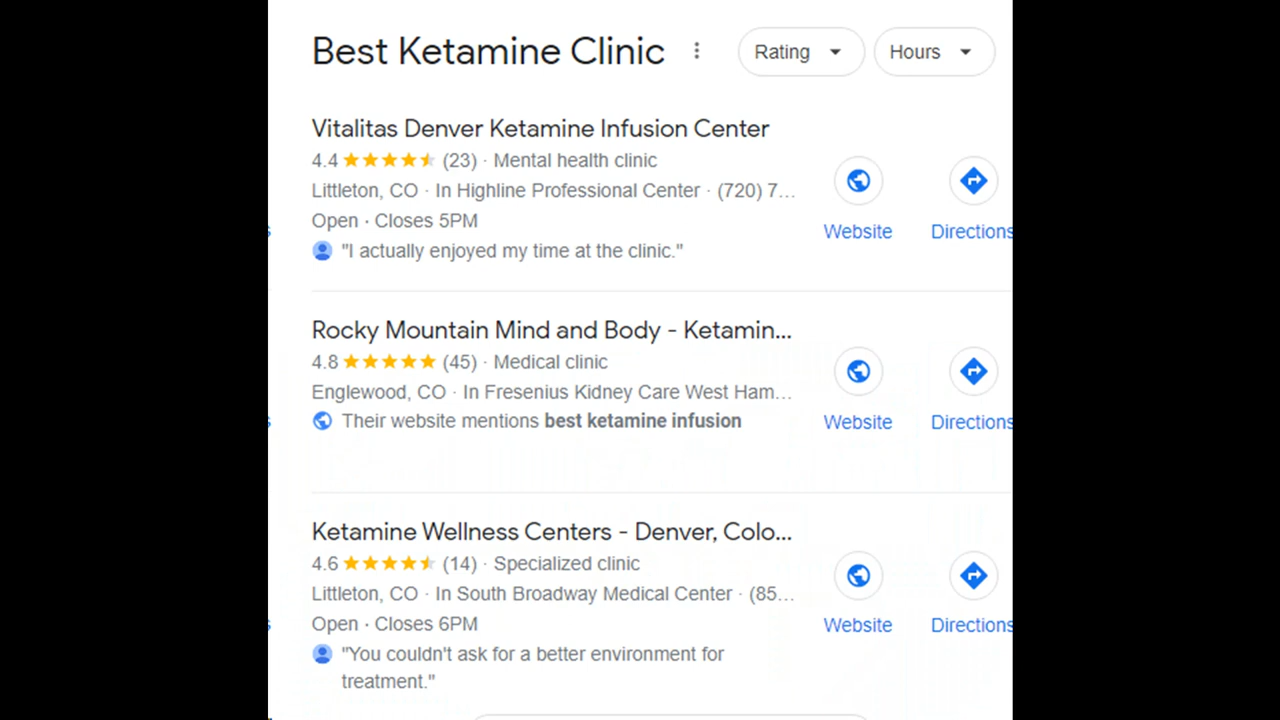 Best Ketamine Clinic
Rating
Hours
Vitalitas Denver Ketamine Infusion Center
4.4 (23) · Mental health clinic
Littleton, CO · In Highline Professional Center · (720) 7...
Open · Closes 5PM
"I actually enjoyed my time at the clinic."
Website
Directions
Rocky Mountain Mind and Body - Ketamin...
4.8 (45) · Medical clinic
Englewood, CO · In Fresenius Kidney Care West Ham...
Their website mentions best ketamine infusion
Website
Directions
Ketamine Wellness Centers - Denver, Colo...
4.6 (14) · Specialized clinic
Littleton, CO · In South Broadway Medical Center · (85...
Open · Closes 6PM
"You couldn't ask for a better environment for
treatment."
Website
Directions